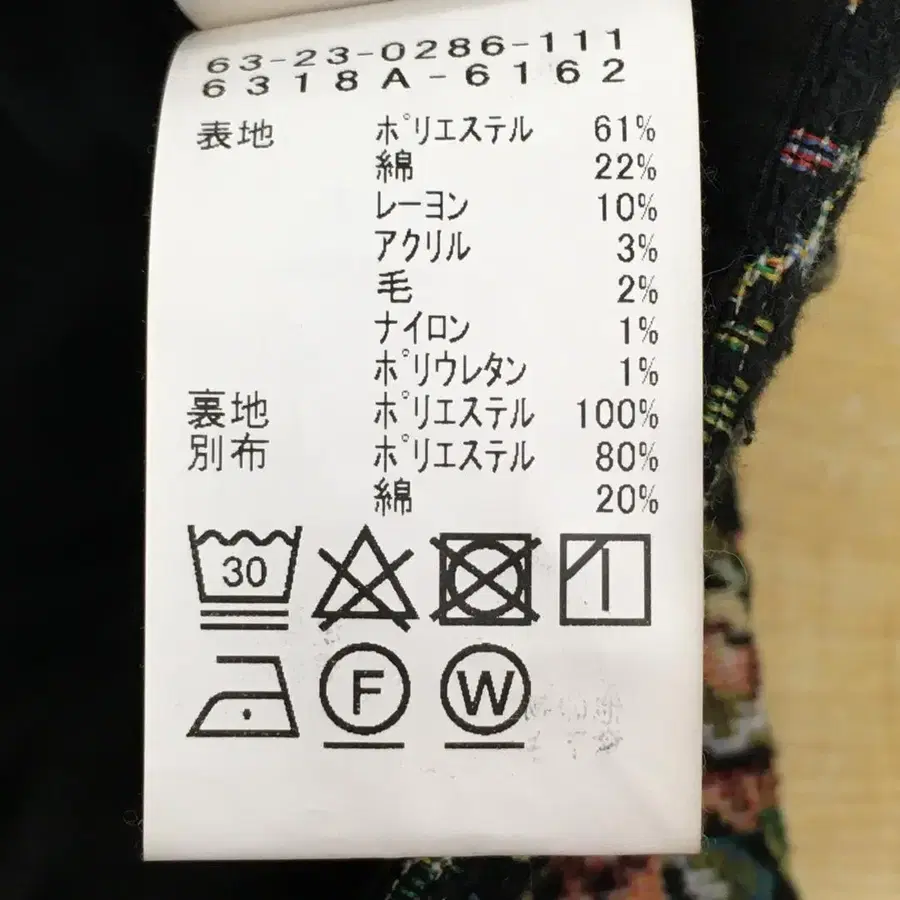 63-23-0286-111
6318A-6162
表地 ポリエステル 61%
綿 22%
レーヨン 10%
アクリル 3%
毛 2%
ナイロン 1%
ポリウレタン 1%
裏地 ポリエステル 100%
別布 ポリエステル 80%
綿 20%
30
F W